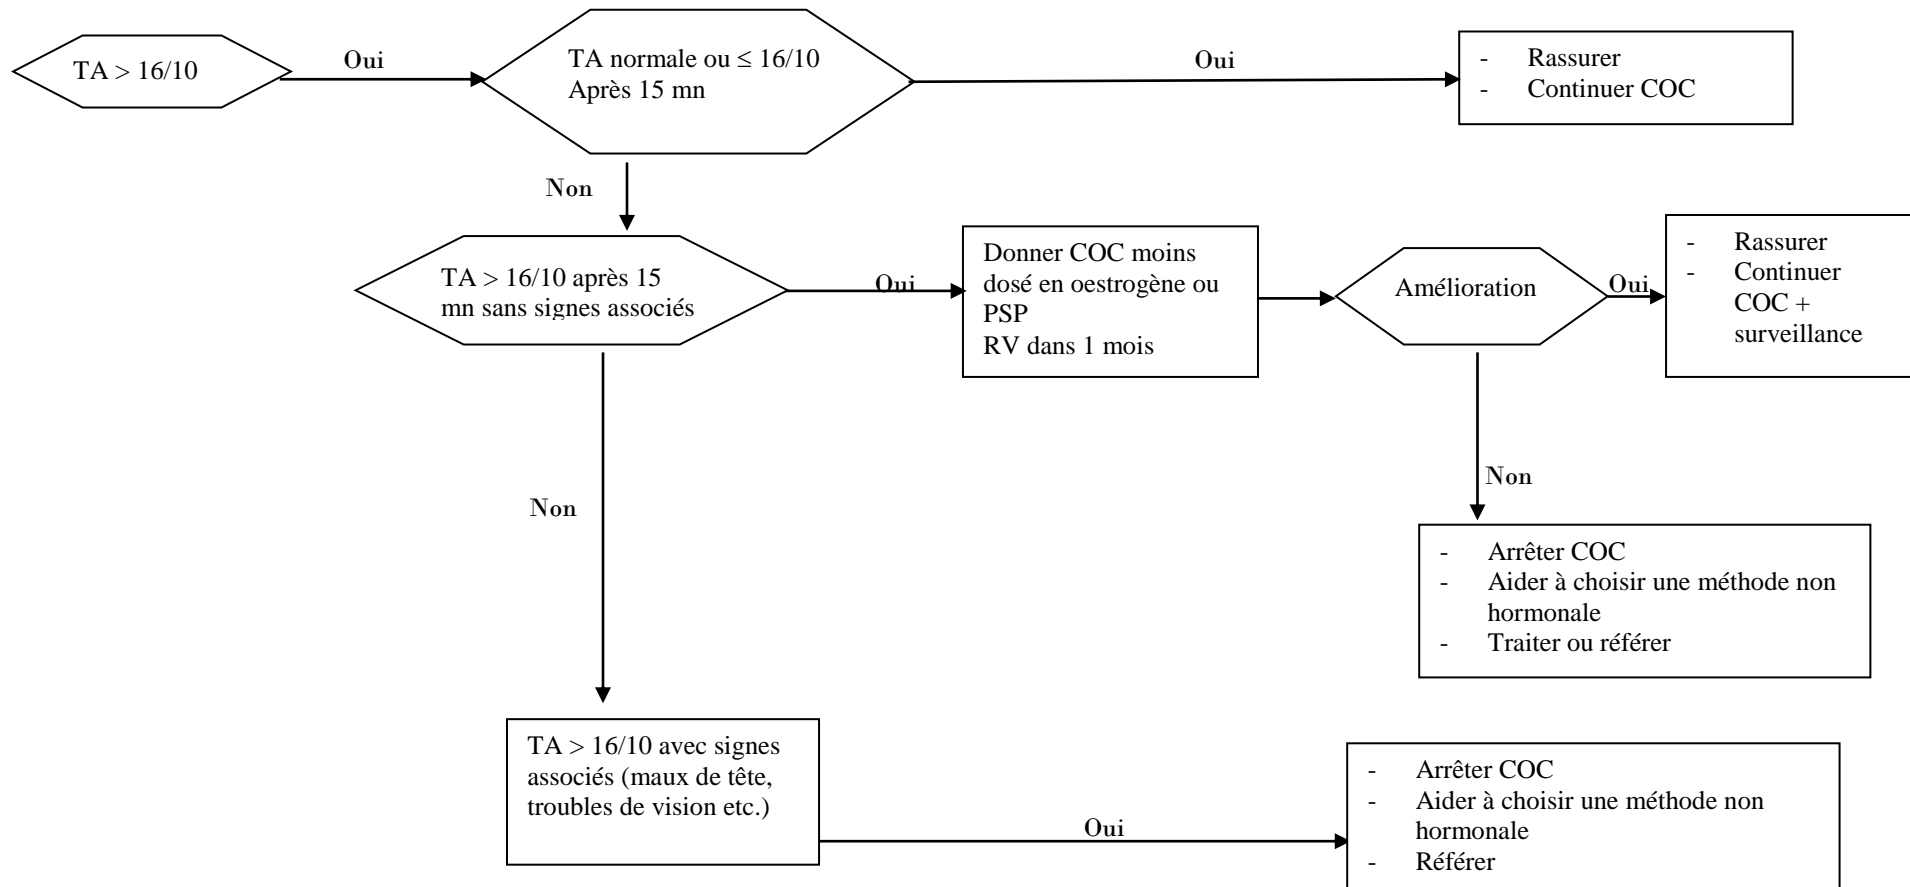 TA > 16/10
Oui
TA normale ou ≤ 16/10
Après 15 mn
Oui
- Rassurer
- Continuer COC
Non
TA > 16/10 après 15
mn sans signes associés
Oui
Donner COC moins
dosé en oestrogène ou
PSP
RV dans 1 mois
Amélioration
Oui
- Rassurer
- Continuer
COC +
surveillance
Non
- Arrêter COC
- Aider à choisir une méthode non
hormonale
- Traiter ou référer
Non
TA > 16/10 avec signes
associés (maux de tête,
troubles de vision etc.)
Oui
- Arrêter COC
- Aider à choisir une méthode non
hormonale
- Référer